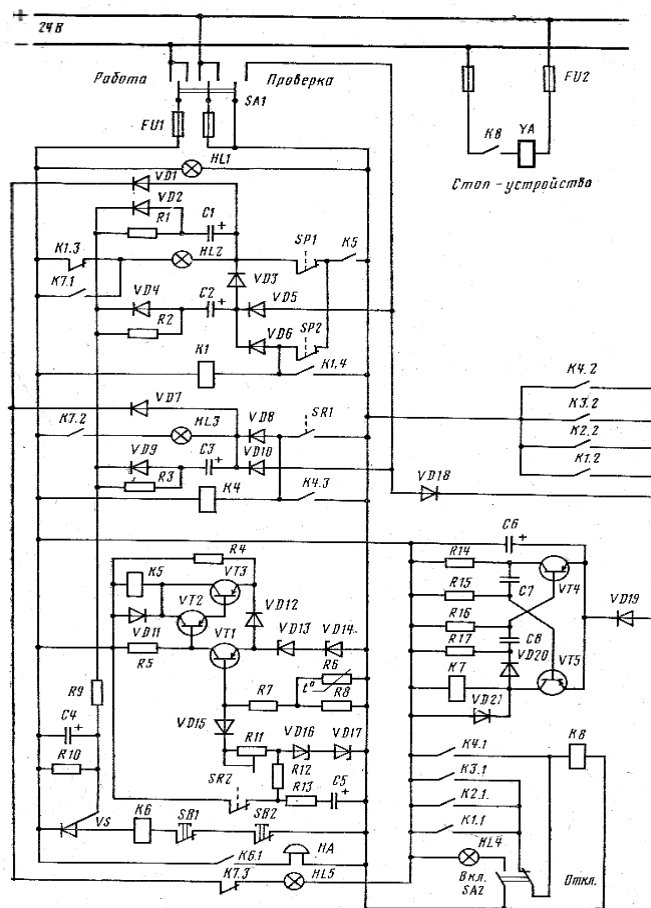 +
24 В
−
Работа
Проверка
SA1
FU1
FU2
K8
YA
Стоп-устройство
HL1
VD1
VD2
R1
C1
+
K1.3
HL2
SP1
K5
K7.1
VD3
VD4
C2
+
VD5
R2
VD6
SP2
K1
K1.4
VD7
K4.2
K7.2
HL3
VD8
SR1
K3.2
VD9
C3
+
VD10
K2.2
R3
K1.2
K4
K4.3
VD18
C6
+
R4
R14
K5
VT3
R15
C7
VT4
VT2
VD12
R16
VD19
VD11
VT1
VD13
VD14
R17
C8
R5
R6
VD20
t°
K7
VT5
R9
R7
R8
VD21
C4
+
VD15
R11
VD16
VD17
K4.1
K8
R10
SR2
R12
R13
C5
+
K3.1
K2.1.
VS
K6
SB1
SB2
K1.1
K6.1
HA
HL4
K7.3
HL5
Вкл.
SA2
Откл.